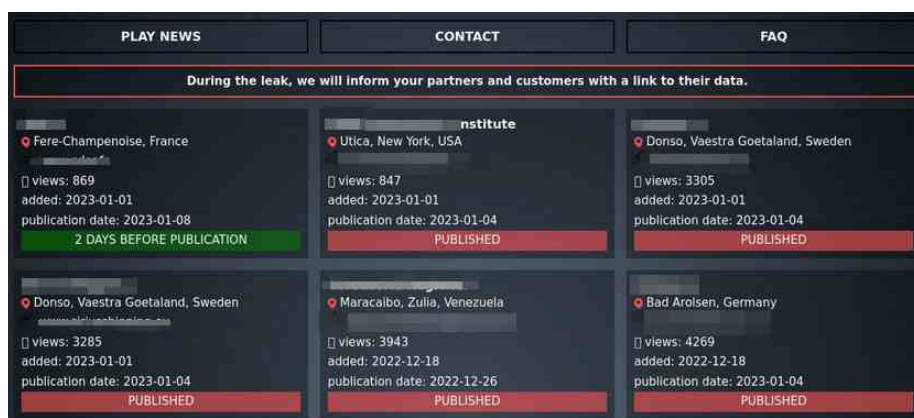 PLAY NEWS
CONTACT
FAQ
During the leak, we will inform your partners and customers with a link to their data.
Fere-Champenoise, France
views: 869
added: 2023-01-01
publication date: 2023-01-08
2 DAYS BEFORE PUBLICATION
nstitute
Utica, New York, USA
views: 847
added: 2023-01-01
publication date: 2023-01-04
PUBLISHED
Donso, Vaestra Goetaland, Sweden
views: 3305
added: 2023-01-01
publication date: 2023-01-04
PUBLISHED
Donso, Vaestra Goetaland, Sweden
views: 3285
added: 2023-01-01
publication date: 2023-01-04
PUBLISHED
Maracaibo, Zulia, Venezuela
views: 3943
added: 2022-12-18
publication date: 2022-12-26
PUBLISHED
Bad Arolsen, Germany
views: 4269
added: 2022-12-18
publication date: 2023-01-04
PUBLISHED